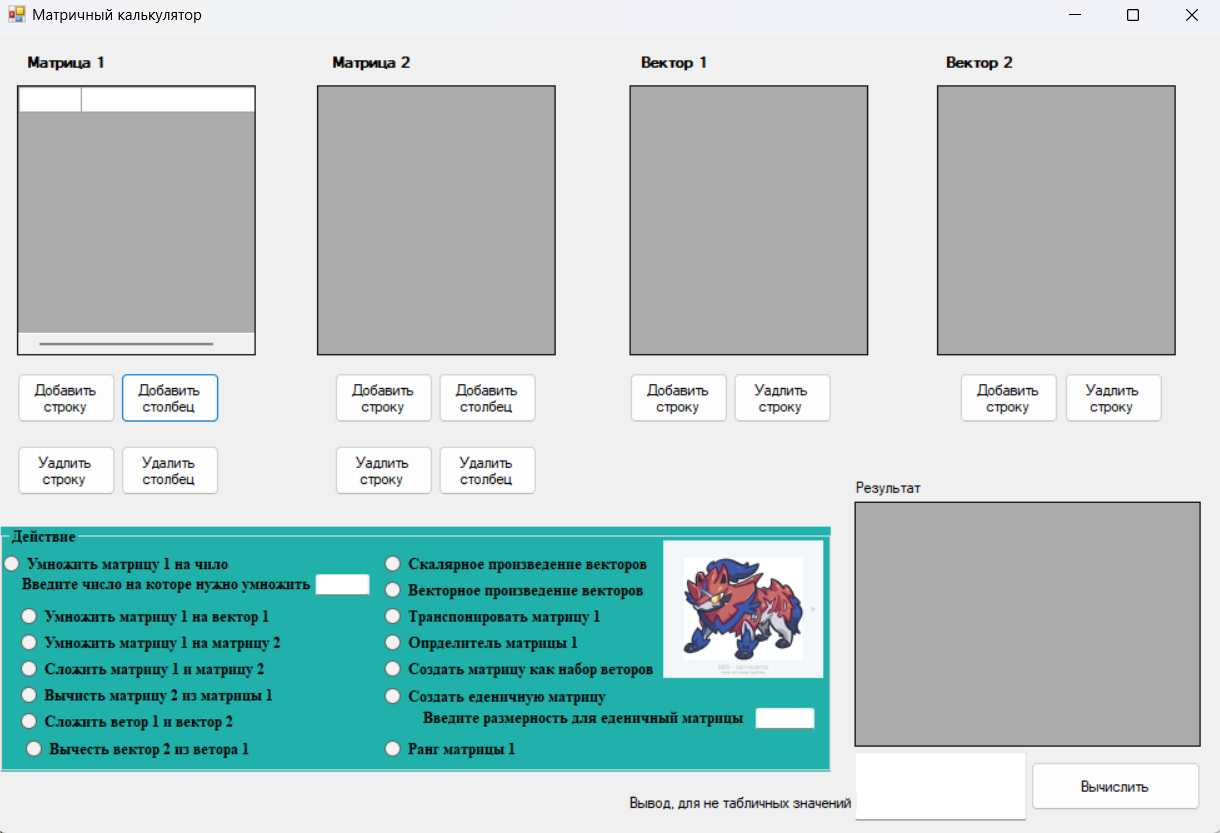 Матричный калькулятор
Матрица 1
Матрица 2
Вектор 1
Вектор 2
Добавить
строку
Добавить
столбец
Добавить
строку
Добавить
столбец
Добавить
строку
Уадлить
строку
Добавить
строку
Уадлить
строку
Уадлить
строку
Удалить
столбец
Уадлить
строку
Удалить
столбец
Результат
Действие
Умножить матрицу 1 на чило
Введите число на которе нужно умножить
Умножить матрицу 1 на вектор 1
Умножить матрицу 1 на матрицу 2
Сложить матрицу 1 и матрицу 2
Вычисть матрицу 2 из матрицы 1
Сложить ветор 1 и вектор 2
Вычесть вектор 2 из ветора 1
Скалярное произведение векторов
Векторное произведение векторов
Транспонировать матрицу 1
Опрделитель матрицы 1
Создать матрицу как набор веторов
Создать еденичную матрицу
Введите размерность для еденичный матрицы
Ранг матрицы 1
Вывод, для не табличных значений
Вычислить